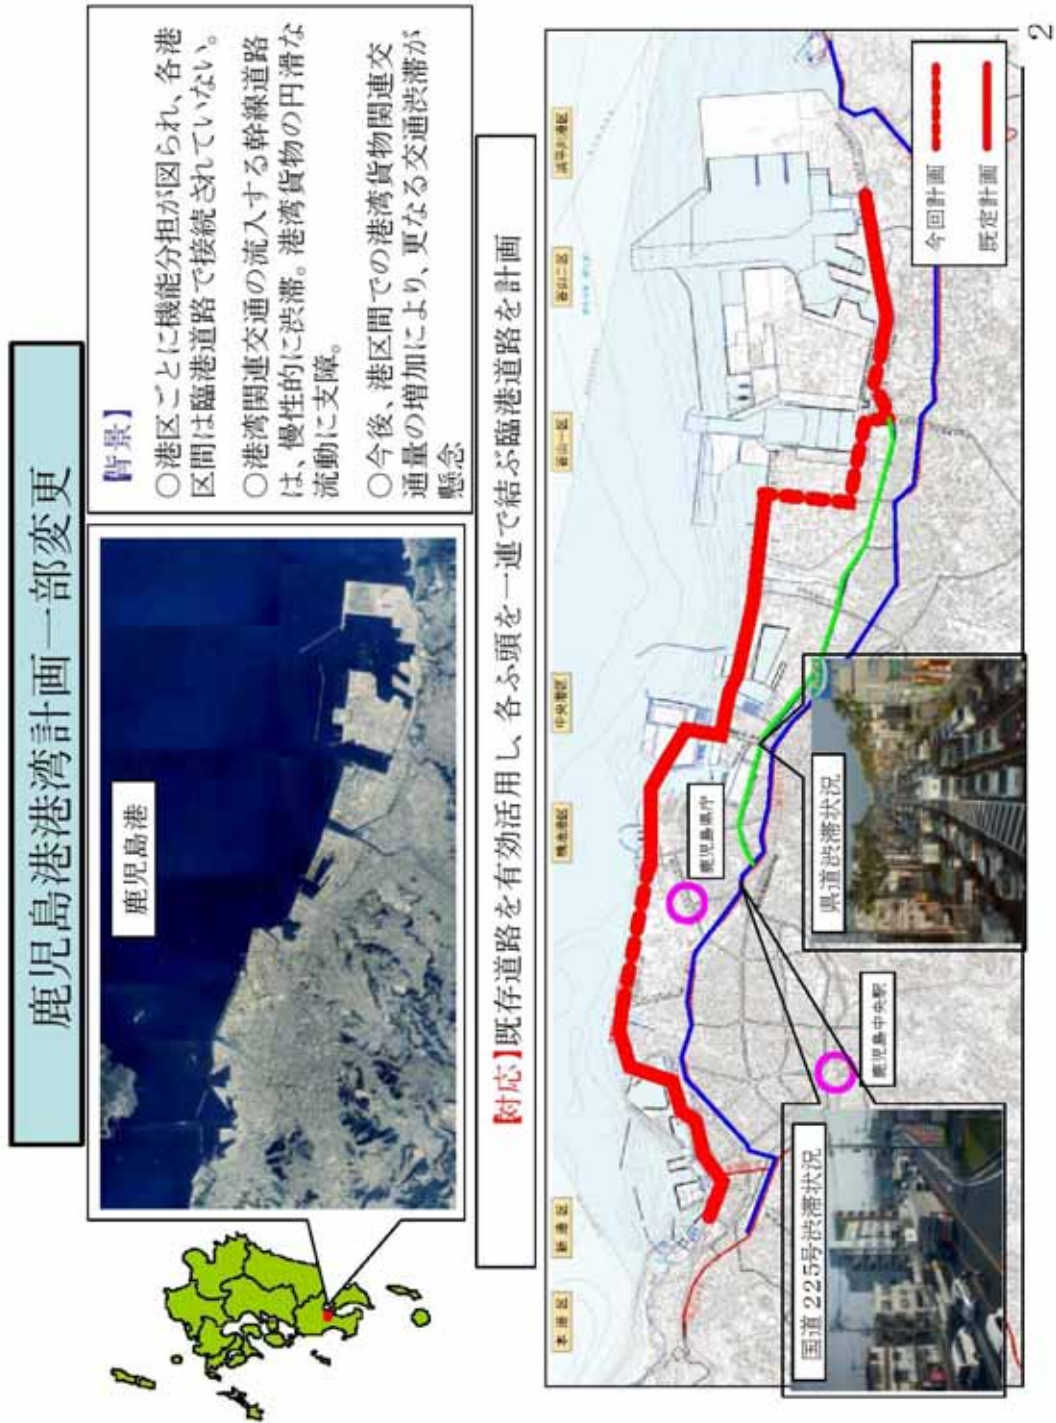 鹿児島港港湾計画一部変更
鹿児島港
【背景】
○港区ごとに機能分担が図られ、各港
区間は臨港道路で接続されていない。
○港湾関連交通の流入する幹線道路
は、慢性的に渋滞。港湾貨物の円滑な
流動に支障。
○今後、港区間での港湾貨物関連交
通量の増加により、更なる交通渋滞が
懸念
【対応】既存道路を有効活用し、各ふ頭を一連で結ぶ臨港道路を計画
本港区
新港区
鴨池港区
中央港区
谷山一区
谷山二区
鹿児島県庁
鹿児島中央駅
国道225号渋滞状況
県道渋滞状況
今回計画
既定計画
2